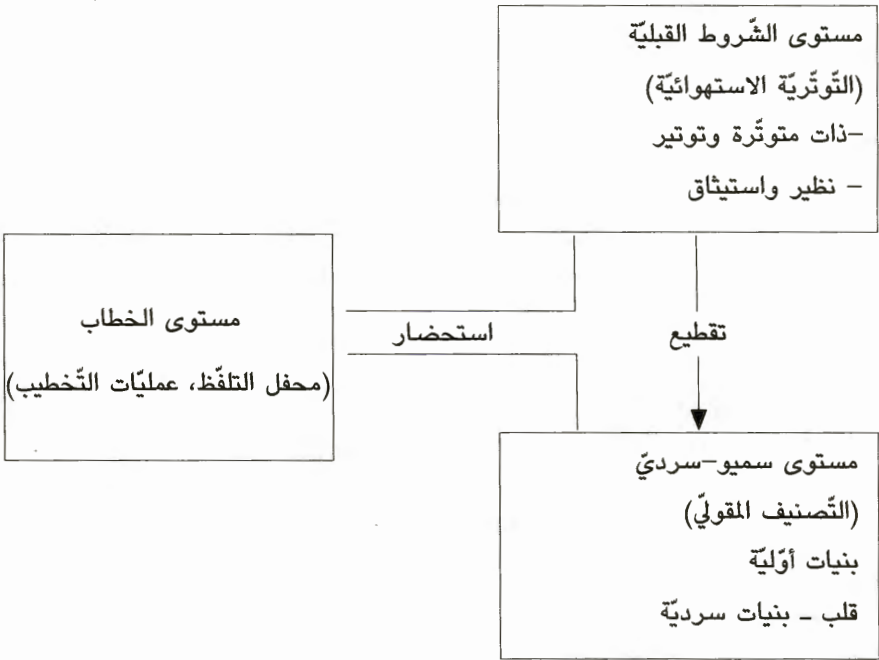 مستوى الشّروط القبليّة
(التّوتّريّة الاستهوائيّة)
–ذات متوتّرة وتوتير
– نظير واستيثاق
مستوى الخطاب
(محفل التلفّظ، عمليّات التّخطيب)
استحضار
تقطيع
مستوى سميو–سرديّ
(التّصنيف المقوليّ)
بنيات أوّليّة
قلب ـ بنيات سرديّة